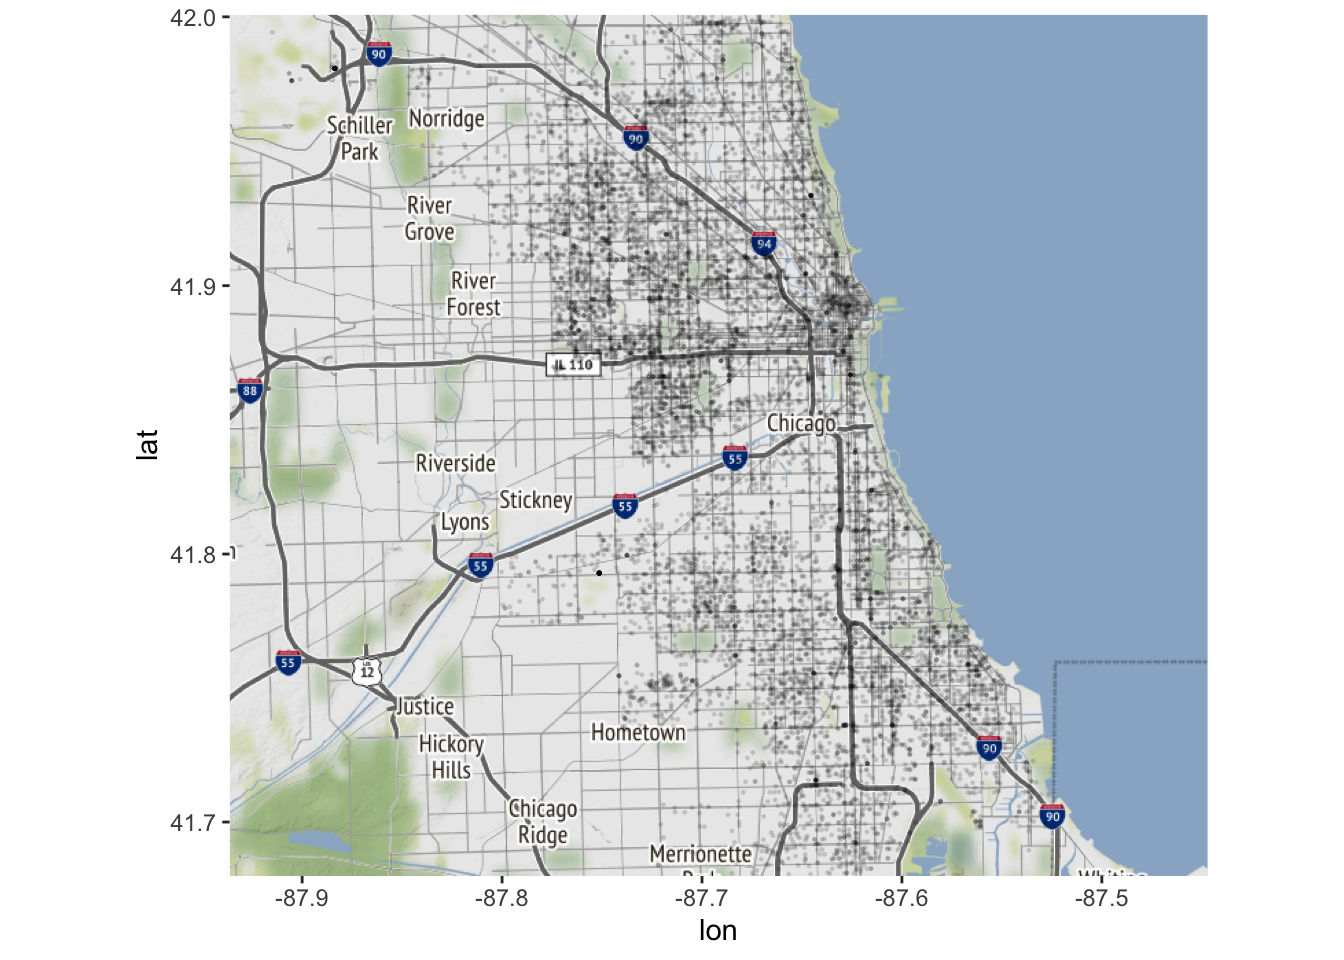 42.0
90
Schiller
Park
Norridge
90
River
Grove
94
41.9
River
Forest
IL 110
88
Chicago
lat
Riverside
55
Stickney
55
Lyons
41.8
55
55
US
12
Justice
Hometown
Hickory
Hills
90
Chicago
Ridge
90
41.7
Merrionette
-87.9
-87.8
-87.7
-87.6
-87.5
lon